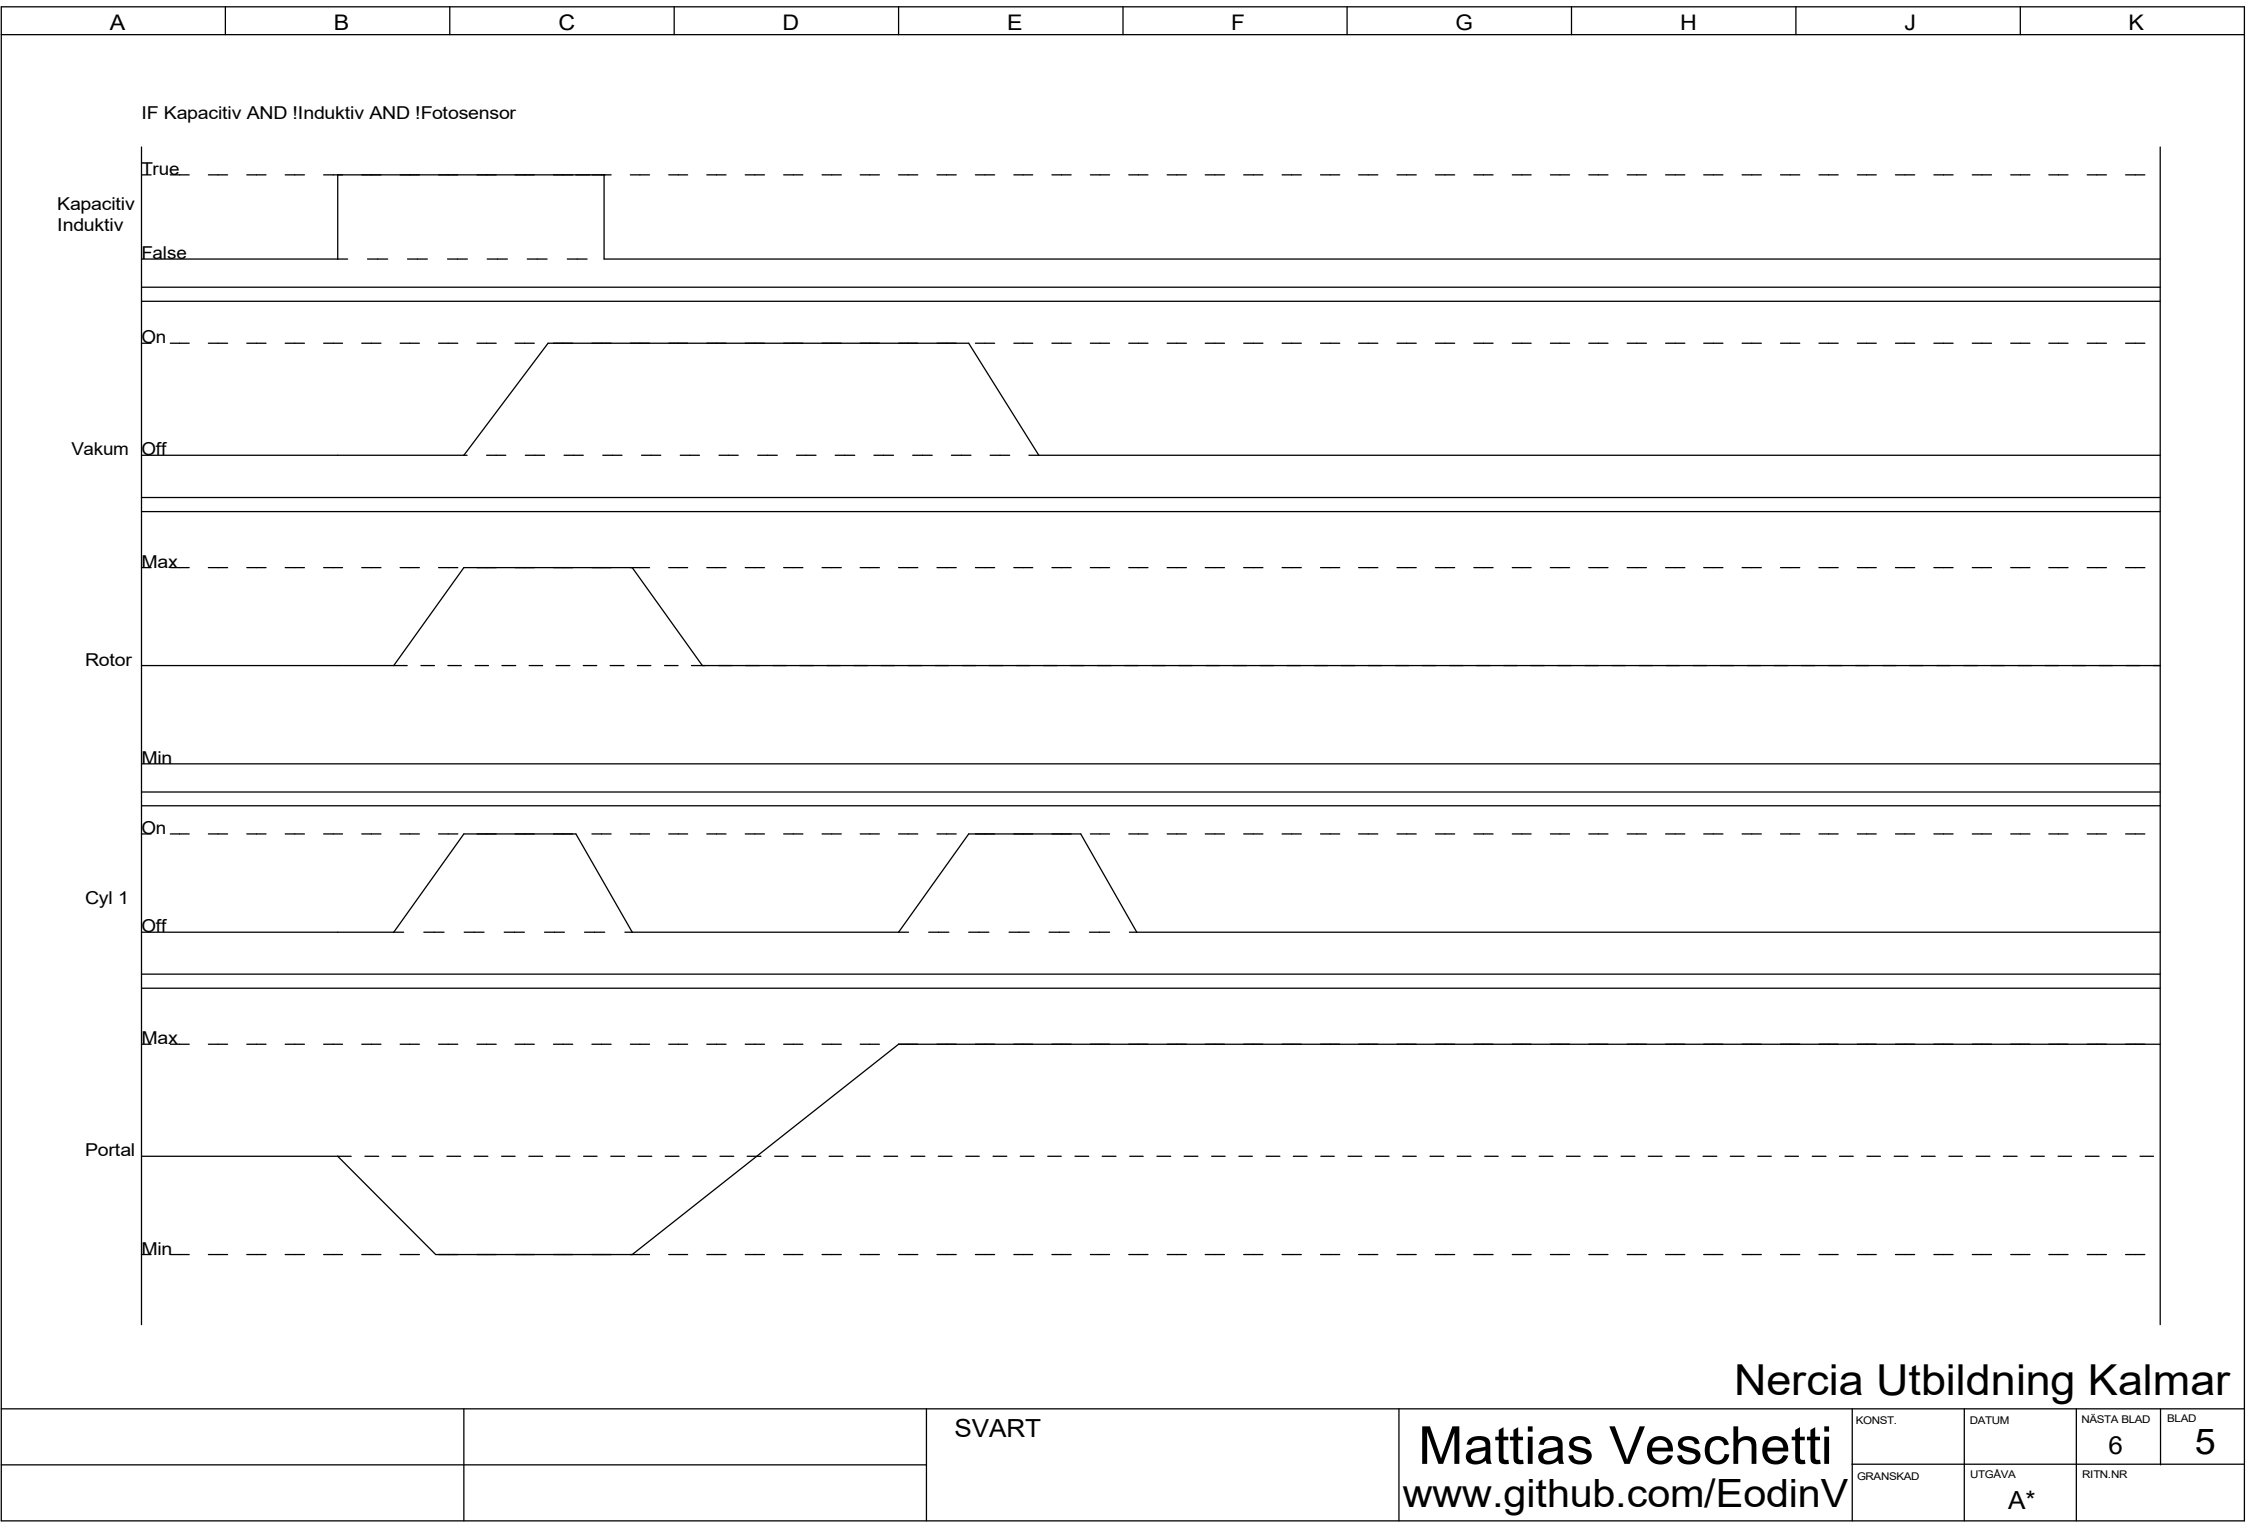 A B C D E F G H J K
IF Kapacitiv AND !Induktiv AND !Fotosensor
True
Kapacitiv
Induktiv
False
On
Vakum Off
Max
Rotor
Min
On
Cyl 1
Off
Max
Portal
Min
Nercia Utbildning Kalmar
SVART
Mattias Veschetti
www.github.com/EodinV
KONST. DATUM NÄSTA BLAD BLAD
6 5
GRANSKAD UTGÅVA RITN.NR
A*